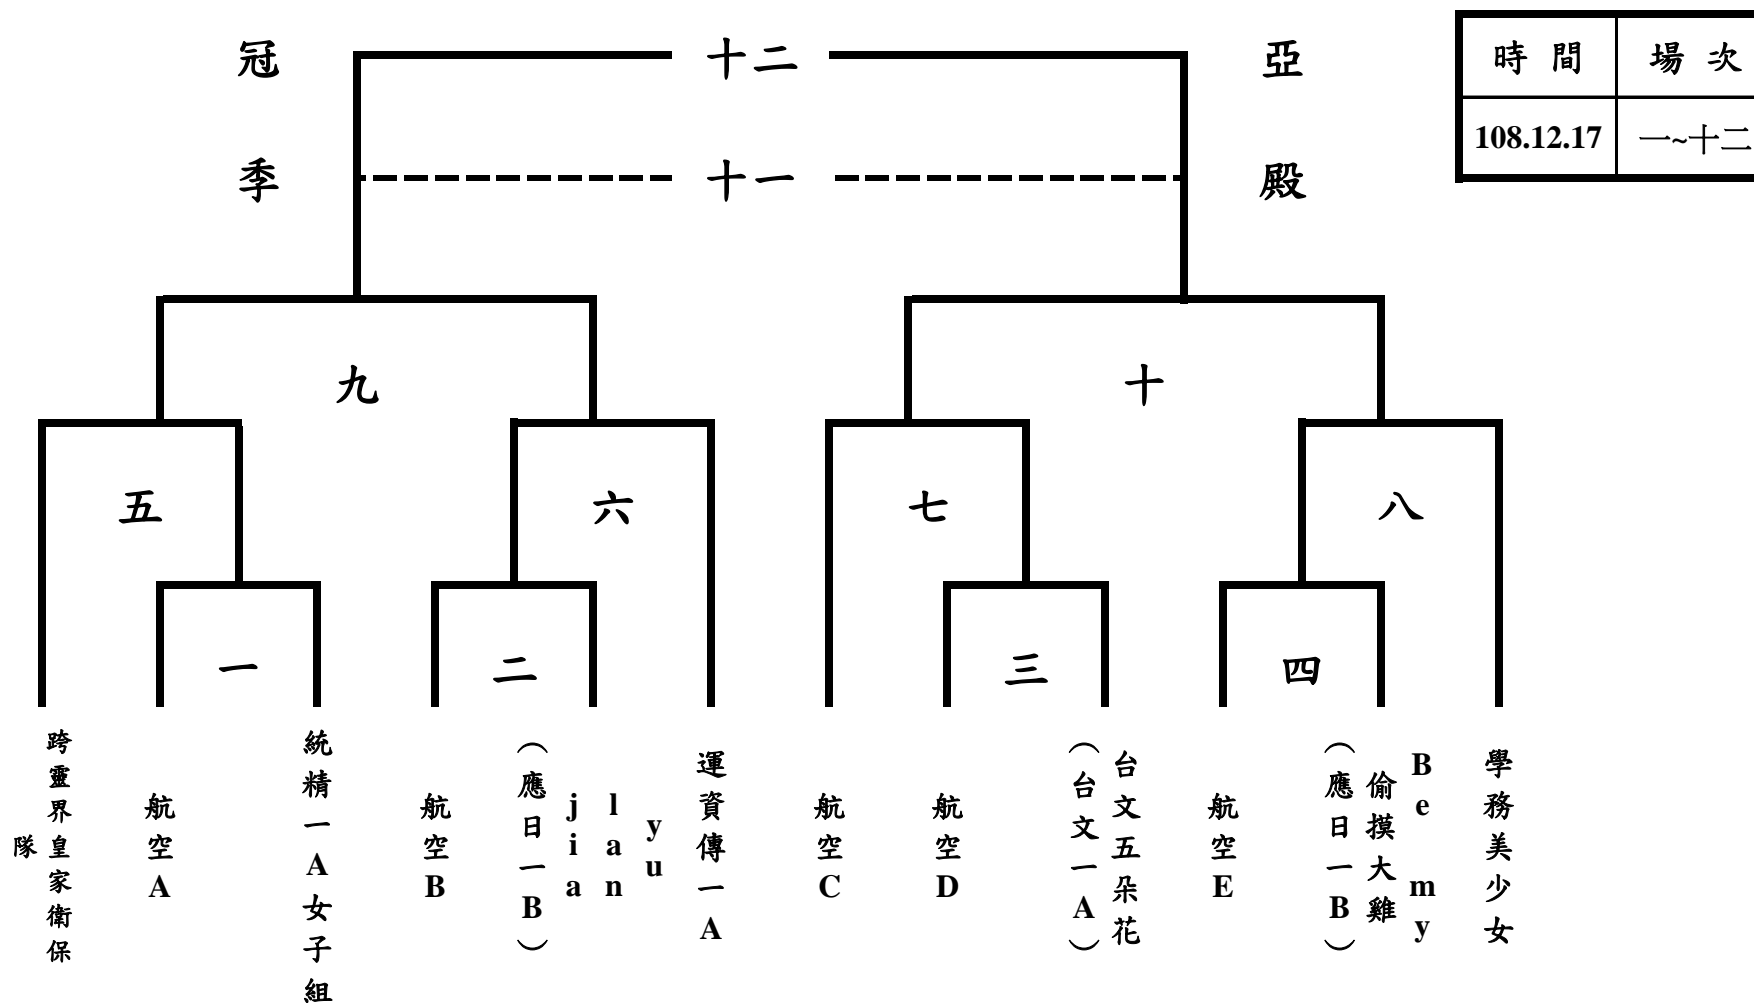 冠 十二 亞
時間 場次
108.12.17 一~十二
季 十一 殿
九 十
五 六 七 八
一 二 三 四
跨靈界皇家衛保隊
航空A
統精一A女子組
航空B
yu lan jia
（應日一B）
運資傳一A
航空C
航空D
台文五朵花
（台文一A）
航空E
Be my
偷摸大雞
（應日一B）
學務美少女